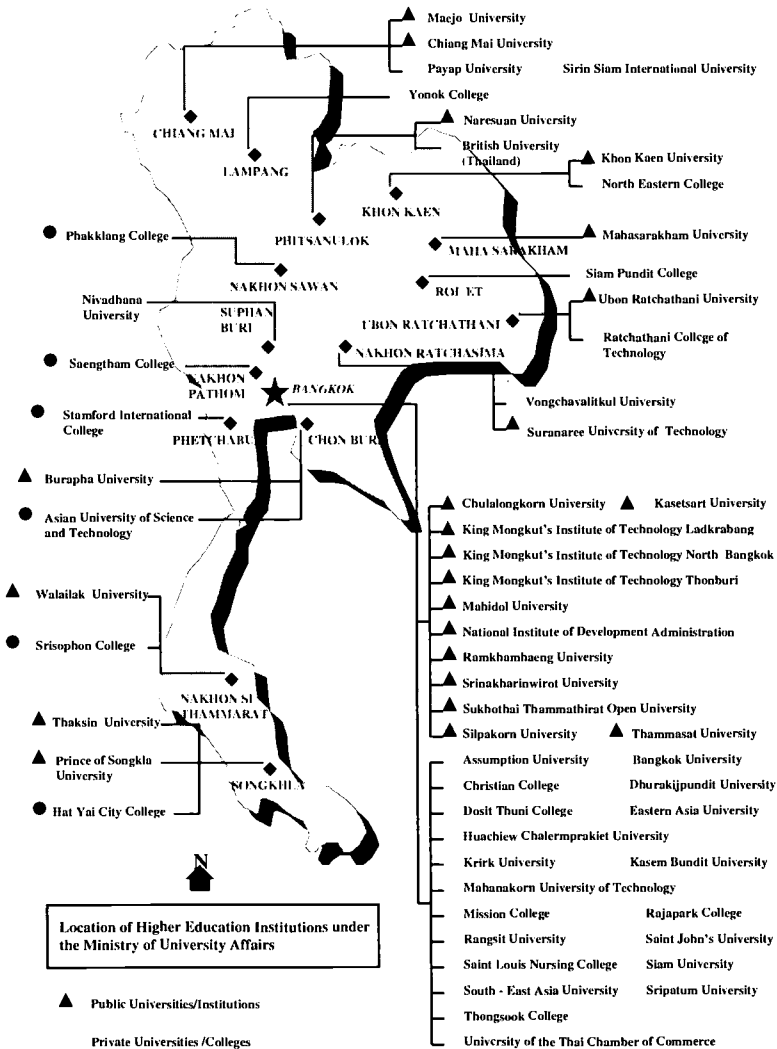 Maejo University
Chiang Mai University
Payap University Sirin Siam International University
Yonok College
CHIANG MAI
Naresuan University
British University
(Thailand)
LAMPANG
Khon Kaen University
North Eastern College
KHON KAEN
PHITSANULOK
Phakklang College
Mahasarakham University
MAHA SARAKHAM
NAKHON SAWAN
Siam Pundit College
ROI ET
Nivadhana
University
SUPHAN
BURI
Ubon Ratchathani University
UBON RATCHATHANI
Ratchathani College of
Technology
NAKHON RATCHASIMA
Saengtham College
NAKHON
PATHOM
BANGKOK
Vongchavalitkul University
Stamford International
College
PHETCHABU
CHON BURI
Suranaree University of Technology
Burapha University
Asian University of Science
and Technology
Chulalongkorn University Kasetsart University
King Mongkut's Institute of Technology Ladkrabang
King Mongkut's Institute of Technology North Bangkok
King Mongkut's Institute of Technology Thonburi
Mahidol University
National Institute of Development Administration
Ramkhamhaeng University
Srinakharinwirot University
Sukhothai Thammathirat Open University
Silpakorn University Thammasat University
Walailak University
Srisophon College
NAKHON SI
THAMMARAT
Thaksin University
Prince of Songkla
University
SONGKHLA
Hat Yai City College
Assumption University Bangkok University
Christian College Dhurakijpundit University
Dosit Thuni College Eastern Asia University
Huachiew Chalermprakiet University
Krirk University Kasem Bundit University
Mahanakorn University of Technology
Mission College Rajapark College
Rangsit University Saint John's University
Saint Louis Nursing College Siam University
South - East Asia University Sripatum University
Thongsook College
University of the Thai Chamber of Commerce
N
Location of Higher Education Institutions under
the Ministry of University Affairs
Public Universities/Institutions
Private Universities /Colleges